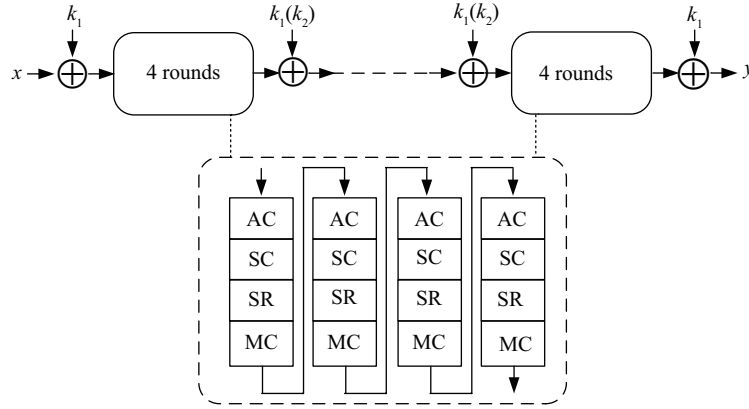 k₁ k₁(k₂) k₁(k₂) k₁
x 4 rounds 4 rounds y
AC AC AC AC
SC SC SC SC
SR SR SR SR
MC MC MC MC